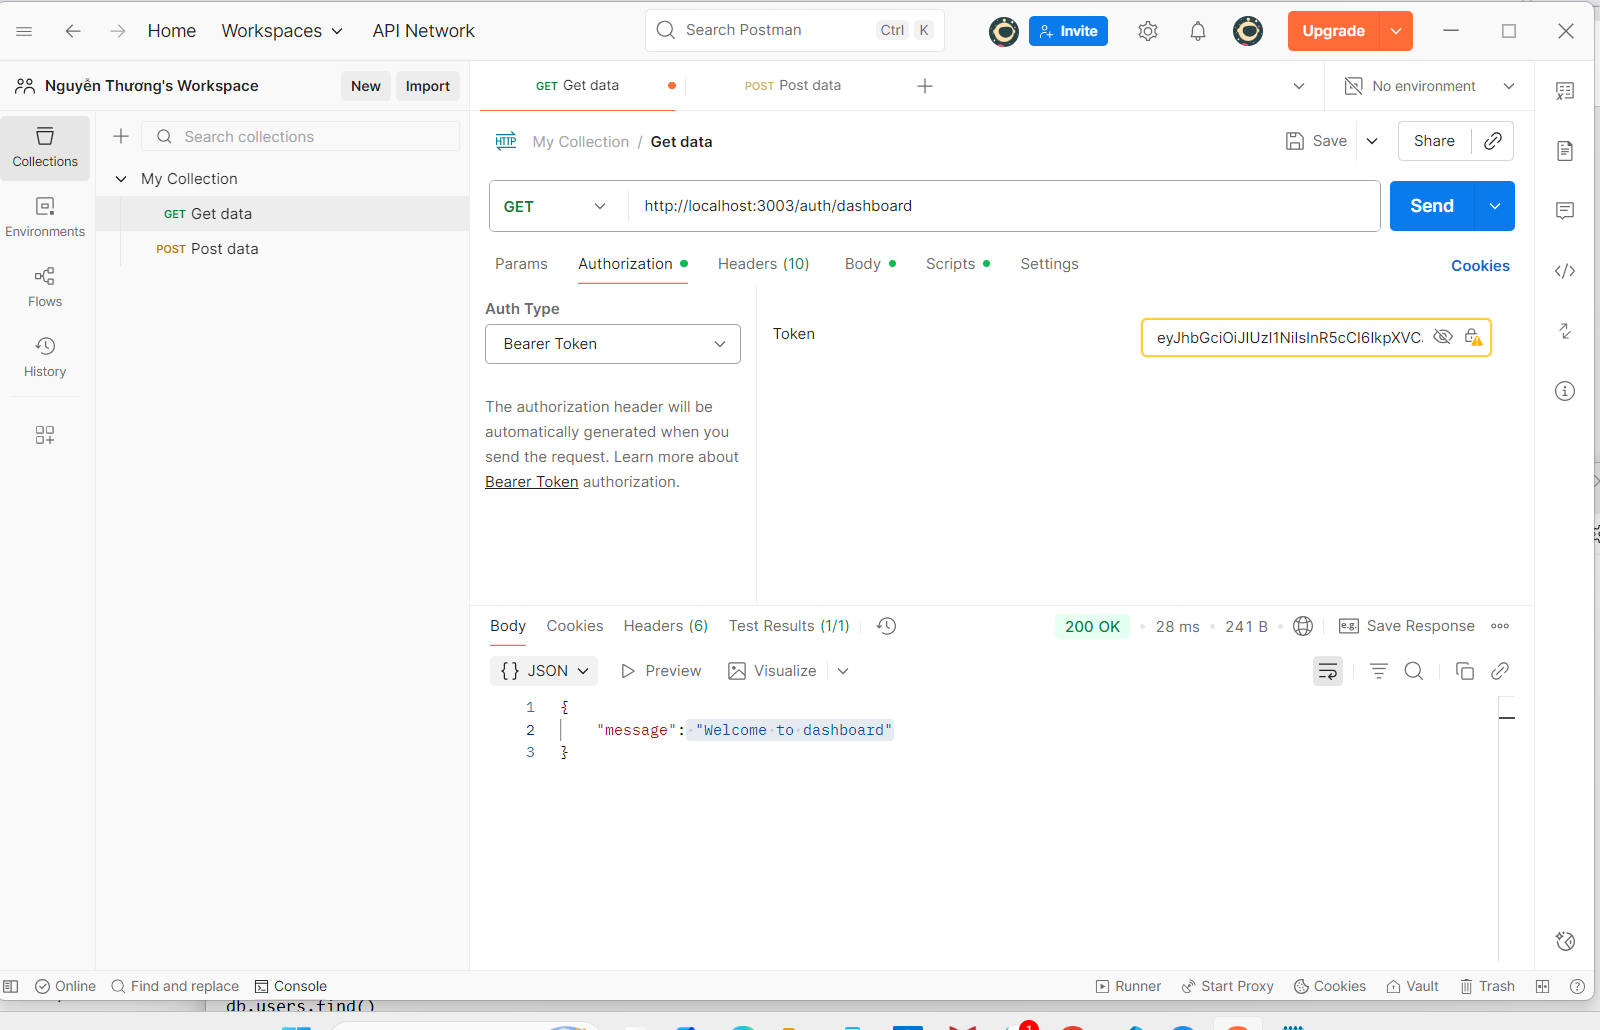 Home Workspaces API Network Search Postman Ctrl K Invite Upgrade
Nguyễn Thương's Workspace New Import
GET Get data POST Post data No environment
Collections
Environments
Flows
History
Search collections
My Collection
GET Get data
POST Post data
HTTP My Collection / Get data Save Share
GET http://localhost:3003/auth/dashboard Send
Params Authorization Headers (10) Body Scripts Settings Cookies
Auth Type
Bearer Token
The authorization header will be
automatically generated when you
send the request. Learn more about
Bearer Token authorization.
Token eyJhbGciOiJIUzI1NiIsInR5cCI6IkpXVC.
Body Cookies Headers (6) Test Results (1/1) 200 OK 28 ms 241 B e.g. Save Response
{} JSON Preview Visualize
1 {
2 "message": "Welcome to dashboard"
3 }
Online Find and replace Console Runner Start Proxy Cookies Vault Trash
db.users.find()
1